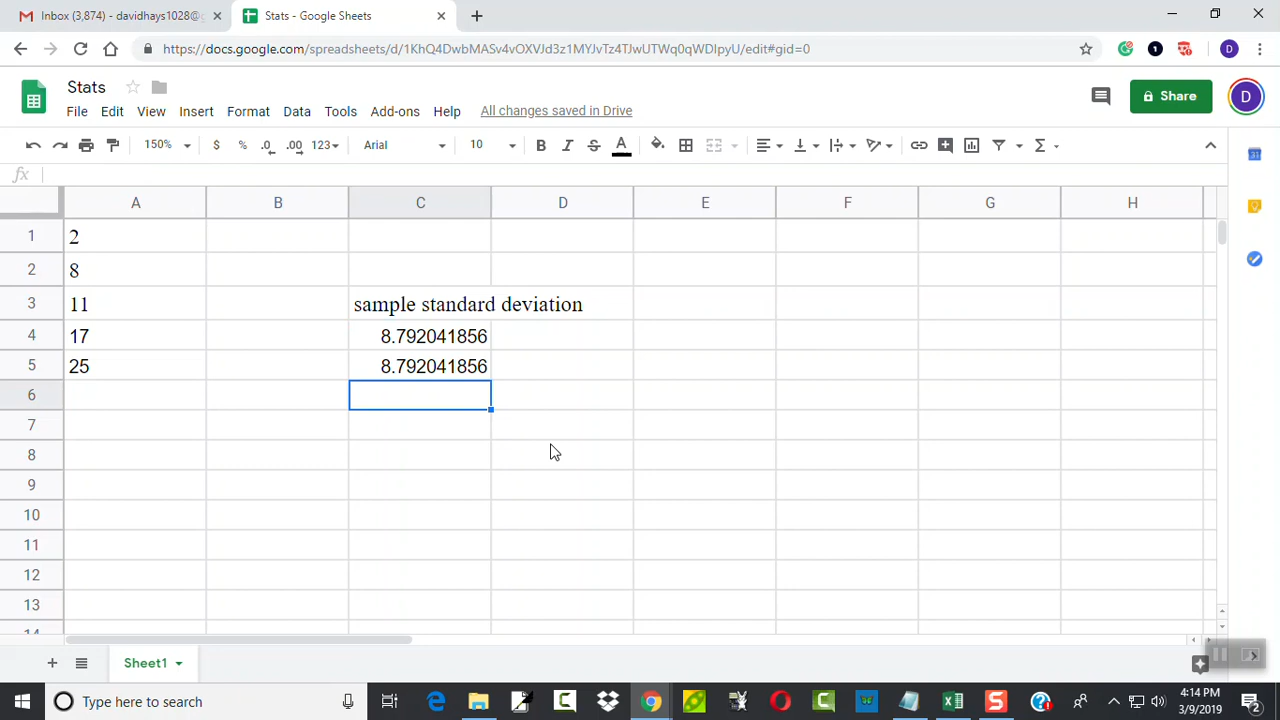 Inbox (3,874) - davidhays1028@g
Stats - Google Sheets
https://docs.google.com/spreadsheets/d/1KhQ4DwbMASv4vOXVJd3z1MYJvTz4TJwUTWq0qWDIpyU/edit#gid=0
D
Stats
File Edit View Insert Format Data Tools Add-ons Help All changes saved in Drive
Share
D
150% $ % .0 .00 123 Arial 10 B I S A Σ
fx
A B C D E F G H
1 2
2 8
3 11 sample standard deviation
4 17 8.792041856
5 25 8.792041856
6
7
8
9
10
11
12
13
14
Sheet1
Type here to search
4:14 PM
3/9/2019